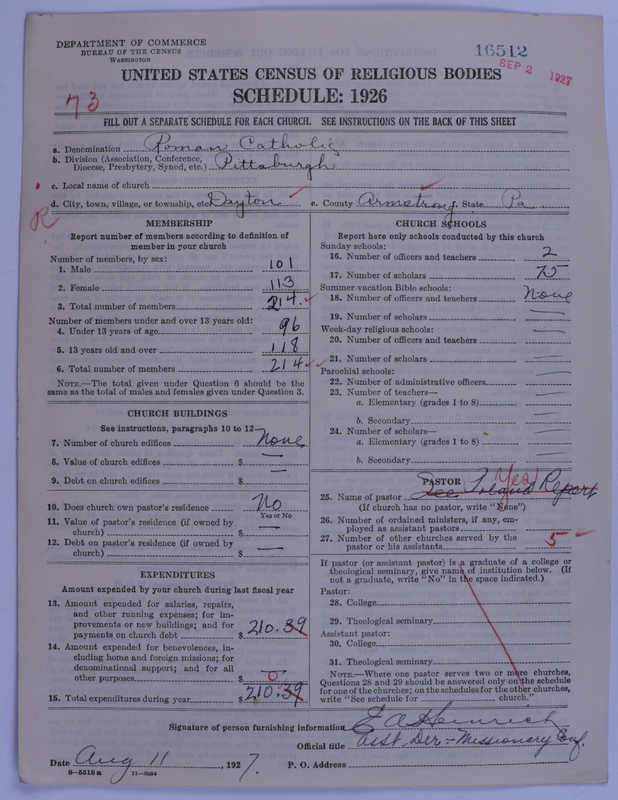 DEPARTMENT OF COMMERCE
BUREAU OF THE CENSUS
WASHINGTON
16512
SEP 2 1927
UNITED STATES CENSUS OF RELIGIOUS BODIES
SCHEDULE: 1926
73
FILL OUT A SEPARATE SCHEDULE FOR EACH CHURCH. SEE INSTRUCTIONS ON THE BACK OF THIS SHEET
a. Denomination Roman Catholic
b. Division (Association, Conference, Diocese, Presbytery, Synod, etc.) Pittsburgh
c. Local name of church
d. City, town, village, or township, etc. Dayton e. County Armstrong f. State Pa
R
MEMBERSHIP
Report number of members according to definition of
member in your church
Number of members, by sex:
1. Male 101
2. Female 113
3. Total number of members 214
Number of members under and over 13 years old:
4. Under 13 years of age 96
5. 13 years old and over 118
6. Total number of members 214
NOTE.—The total given under Question 6 should be the
same as the total of males and females given under Question 3.
CHURCH BUILDINGS
See instructions, paragraphs 10 to 12
7. Number of church edifices None
8. Value of church edifices $ —
9. Debt on church edifices $ —
10. Does church own pastor's residence? No
Yes or No
11. Value of pastor's residence (if owned by
church) $ —
12. Debt on pastor's residence (if owned by
church) $ —
EXPENDITURES
Amount expended by your church during last fiscal year
13. Amount expended for salaries, repairs,
and other running expenses; for im-
provements or new buildings; and for
payments on church debt $ 210.39
14. Amount expended for benevolences, in-
cluding home and foreign missions; for
denominational support; and for all
other purposes $ 0
15. Total expenditures during year $ 210.39
CHURCH SCHOOLS
Report here only schools conducted by this church
Sunday schools:
16. Number of officers and teachers 2
17. Number of scholars 75
Summer vacation Bible schools:
18. Number of officers and teachers None
19. Number of scholars —
Week-day religious schools:
20. Number of officers and teachers —
21. Number of scholars —
Parochial schools:
22. Number of administrative officers —
23. Number of teachers—
a. Elementary (grades 1 to 8) —
b. Secondary —
24. Number of scholars—
a. Elementary (grades 1 to 8) —
b. Secondary —
PASTOR
Yes
25. Name of pastor See Report
(If church has no pastor, write "None")
26. Number of ordained ministers, if any, em-
ployed as assistant pastors
27. Number of other churches served by the
pastor or his assistants 5
If pastor (or assistant pastor) is a graduate of a college or
theological seminary, give name of institution below. (If
not a graduate, write "No" in the space indicated.)
Pastor:
28. College
29. Theological seminary
Assistant pastor:
30. College
31. Theological seminary
NOTE.—Where one pastor serves two or more churches,
Questions 28 and 29 should be answered only on the schedule
for one of the churches; on the schedules for the other churches,
write "See schedule for church."
Signature of person furnishing information E A Heinrich
Official title Asst Dir - Missionary Conf.
Date Aug 11, 1927. P. O. Address
8—5518 a 11—9054